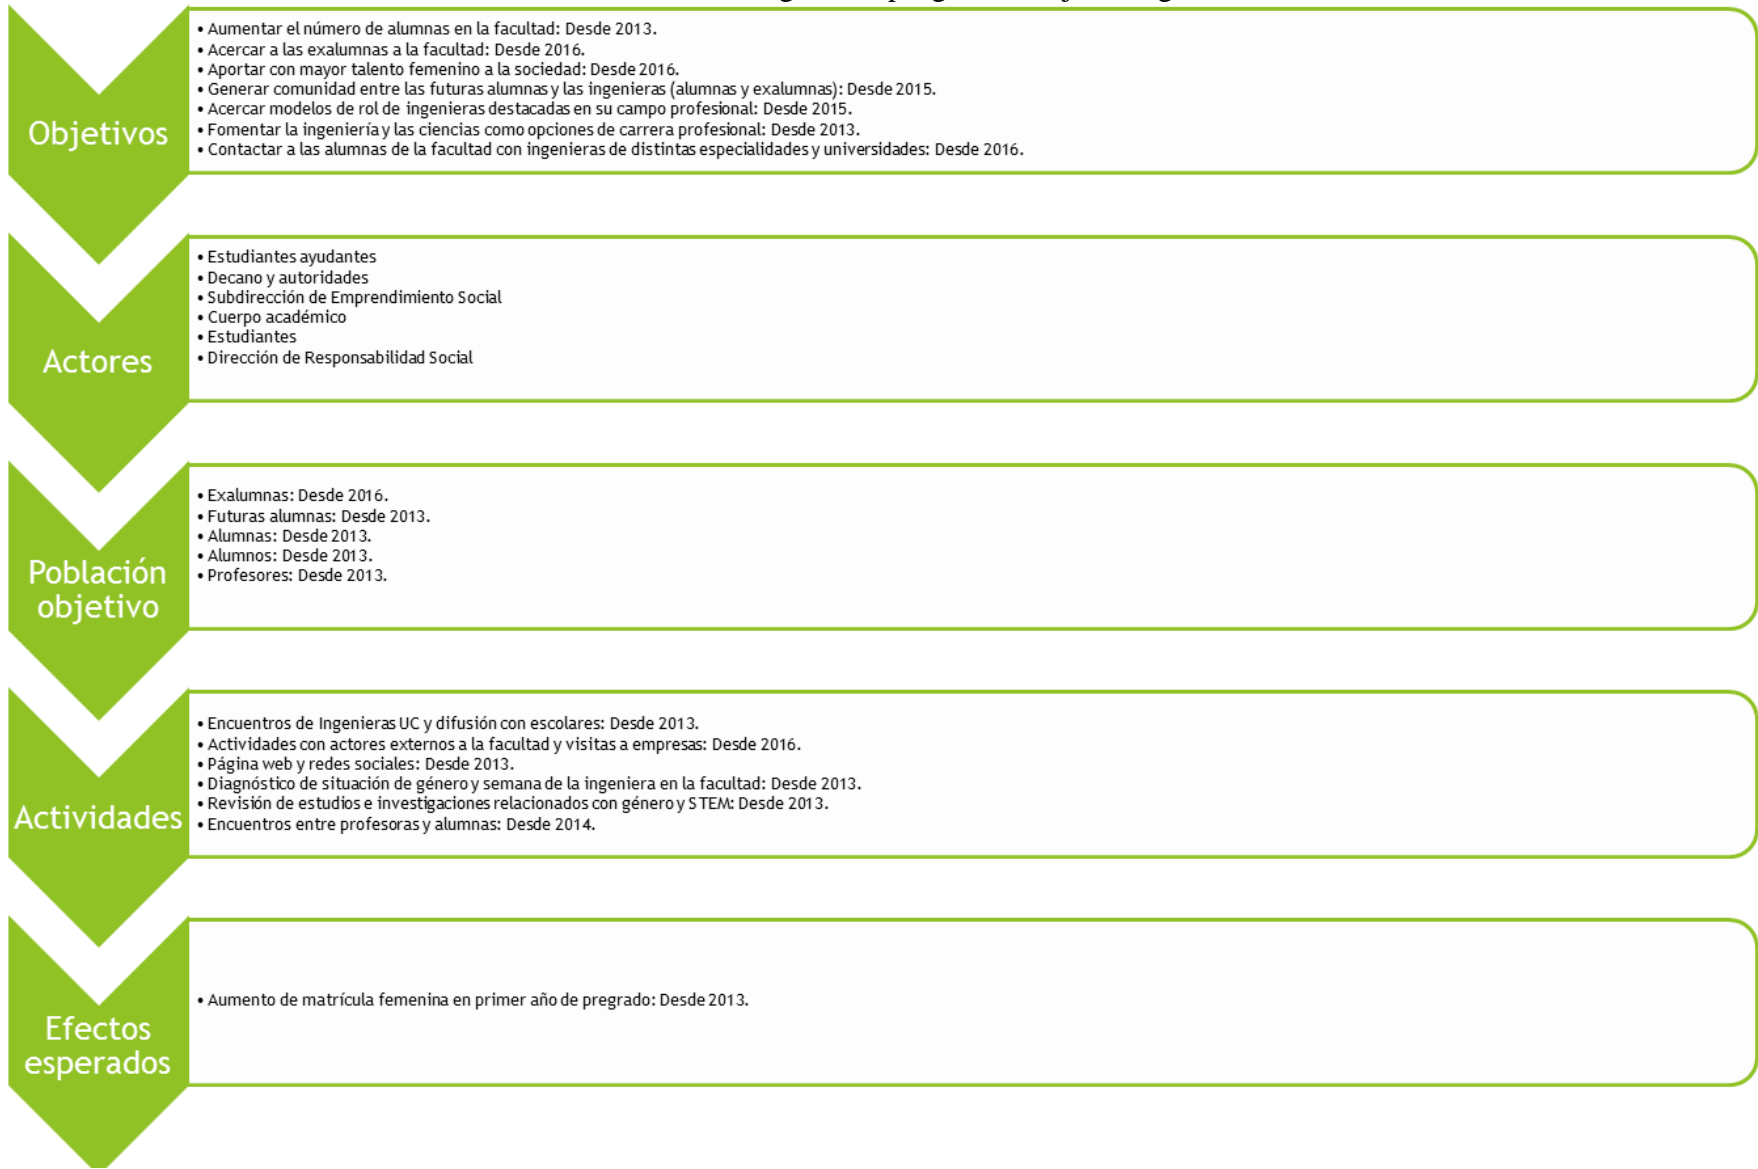 Objetivos
• Aumentar el número de alumnas en la facultad: Desde 2013.
• Acercar a las exalumnas a la facultad: Desde 2016.
• Aportar con mayor talento femenino a la sociedad: Desde 2016.
• Generar comunidad entre las futuras alumnas y las ingenieras (alumnas y exalumnas): Desde 2015.
• Acercar modelos de rol de ingenieras destacadas en su campo profesional: Desde 2015.
• Fomentar la ingeniería y las ciencias como opciones de carrera profesional: Desde 2013.
• Contactar a las alumnas de la facultad con ingenieras de distintas especialidades y universidades: Desde 2016.
Actores
• Estudiantes ayudantes
• Decano y autoridades
• Subdirección de Emprendimiento Social
• Cuerpo académico
• Estudiantes
• Dirección de Responsabilidad Social
Población
objetivo
• Exalumnas: Desde 2016.
• Futuras alumnas: Desde 2013.
• Alumnas: Desde 2013.
• Alumnos: Desde 2013.
• Profesores: Desde 2013.
Actividades
• Encuentros de Ingenieras UC y difusión con escolares: Desde 2013.
• Actividades con actores externos a la facultad y visitas a empresas: Desde 2016.
• Página web y redes sociales: Desde 2013.
• Diagnóstico de situación de género y semana de la ingeniera en la facultad: Desde 2013.
• Revisión de estudios e investigaciones relacionados con género y STEM: Desde 2013.
• Encuentros entre profesoras y alumnas: Desde 2014.
Efectos
esperados
• Aumento de matrícula femenina en primer año de pregrado: Desde 2013.